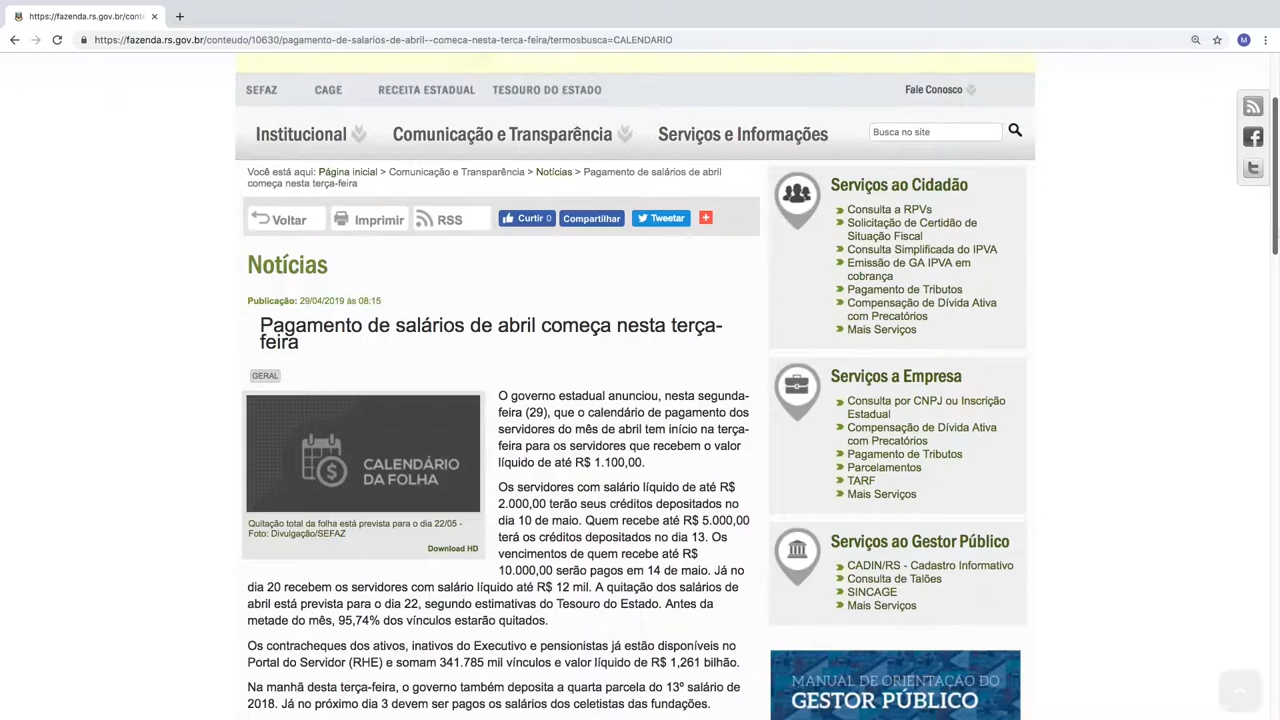 https://fazenda.rs.gov.br/conte
https://fazenda.rs.gov.br/conteudo/10630/pagamento-de-salarios-de-abril--comeca-nesta-terca-feira/termosbusca=CALENDARIO
M
SEFAZ CAGE RECEITA ESTADUAL TESOURO DO ESTADO Fale Conosco
Institucional Comunicação e Transparência Serviços e Informações Busca no site
Você está aqui: Página inicial > Comunicação e Transparência > Notícias > Pagamento de salários de abril
começa nesta terça-feira
Voltar Imprimir RSS Curtir 0 Compartilhar Tweetar
Notícias
Publicação: 29/04/2019 às 08:15
Pagamento de salários de abril começa nesta terça-
feira
GERAL
CALENDÁRIO
DA FOLHA
Quitação total da folha está prevista para o dia 22/05 -
Foto: Divulgação/SEFAZ
Download HD
O governo estadual anunciou, nesta segunda-
feira (29), que o calendário de pagamento dos
servidores do mês de abril tem início na terça-
feira para os servidores que recebem o valor
líquido de até R$ 1.100,00.
Os servidores com salário líquido de até R$
2.000,00 terão seus créditos depositados no
dia 10 de maio. Quem recebe até R$ 5.000,00
terá os créditos depositados no dia 13. Os
vencimentos de quem recebe até R$
10.000,00 serão pagos em 14 de maio. Já no
dia 20 recebem os servidores com salário líquido até R$ 12 mil. A quitação dos salários de
abril está prevista para o dia 22, segundo estimativas do Tesouro do Estado. Antes da
metade do mês, 95,74% dos vínculos estarão quitados.
Os contracheques dos ativos, inativos do Executivo e pensionistas já estão disponíveis no
Portal do Servidor (RHE) e somam 341.785 mil vínculos e valor líquido de R$ 1,261 bilhão.
Na manhã desta terça-feira, o governo também deposita a quarta parcela do 13º salário de
2018. Já no próximo dia 3 devem ser pagos os salários dos celetistas das fundações.
Serviços ao Cidadão
Consulta a RPVs
Solicitação de Certidão de
Situação Fiscal
Consulta Simplificada do IPVA
Emissão de GA IPVA em
cobrança
Pagamento de Tributos
Compensação de Dívida Ativa
com Precatórios
Mais Serviços
Serviços a Empresa
Consulta por CNPJ ou Inscrição
Estadual
Compensação de Dívida Ativa
com Precatórios
Pagamento de Tributos
Parcelamentos
TARF
Mais Serviços
Serviços ao Gestor Público
CADIN/RS - Cadastro Informativo
Consulta de Talões
SINCAGE
Mais Serviços
MANUAL DE ORIENTAÇÃO DO
GESTOR PÚBLICO